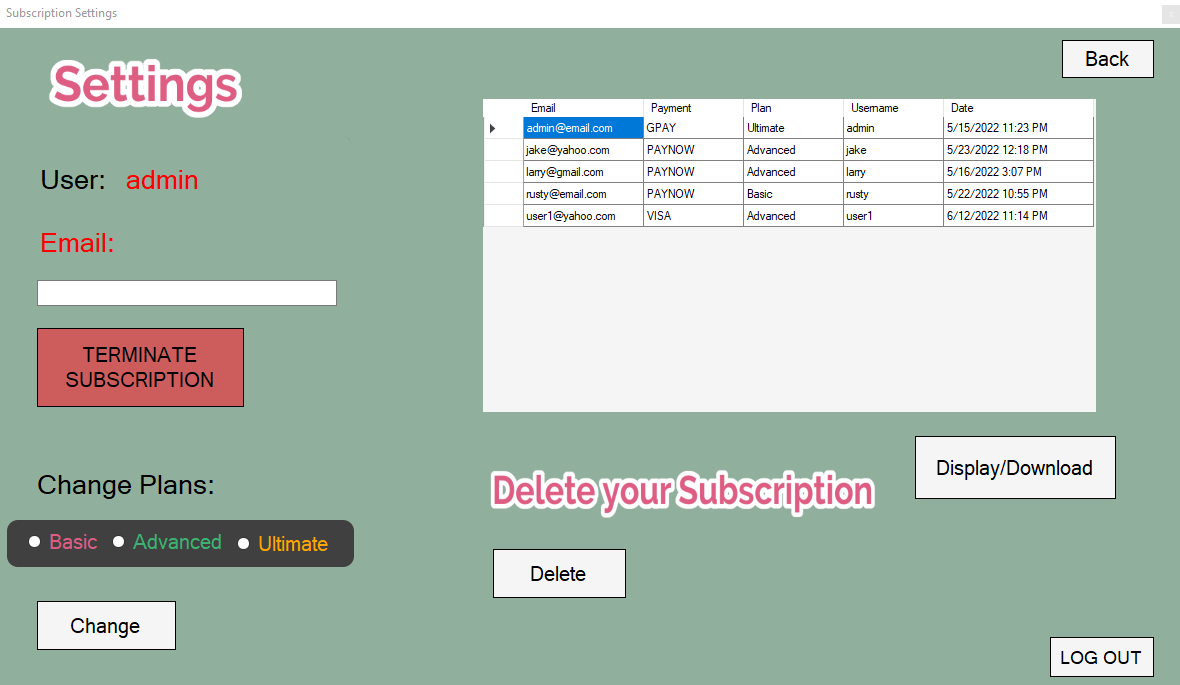 Subscription Settings
Settings
Back
Email Payment Plan Username Date
admin@email.com GPAY Ultimate admin 5/15/2022 11:23 PM
jake@yahoo.com PAYNOW Advanced jake 5/23/2022 12:18 PM
larry@gmail.com PAYNOW Advanced larry 5/16/2022 3:07 PM
rusty@email.com PAYNOW Basic rusty 5/22/2022 10:55 PM
user1@yahoo.com VISA Advanced user1 6/12/2022 11:14 PM
User: admin
Email:
TERMINATE
SUBSCRIPTION
Change Plans:
Basic Advanced Ultimate
Change
Display/Download
Delete your Subscription
Delete
LOG OUT